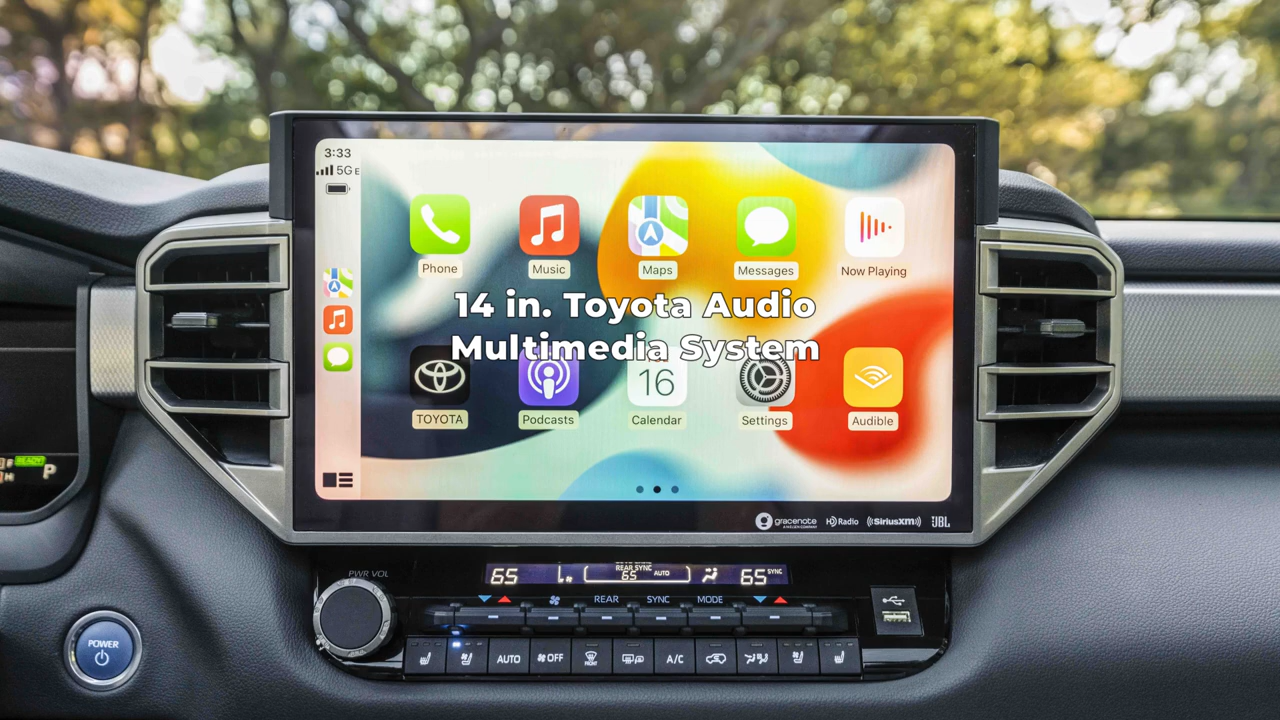 3:33
5G E
Phone
Music
Maps
Messages
Now Playing
14 in. Toyota Audio
Multimedia System
16
TOYOTA
Podcasts
Calendar
Settings
Audible
READY
P
gracenote
HD Radio
((SiriusXM))
JBL
PWR VOL
65
REAR SYNC
65
AUTO
65
SYNC
REAR
SYNC
MODE
POWER
AUTO
OFF
FRONT
A/C